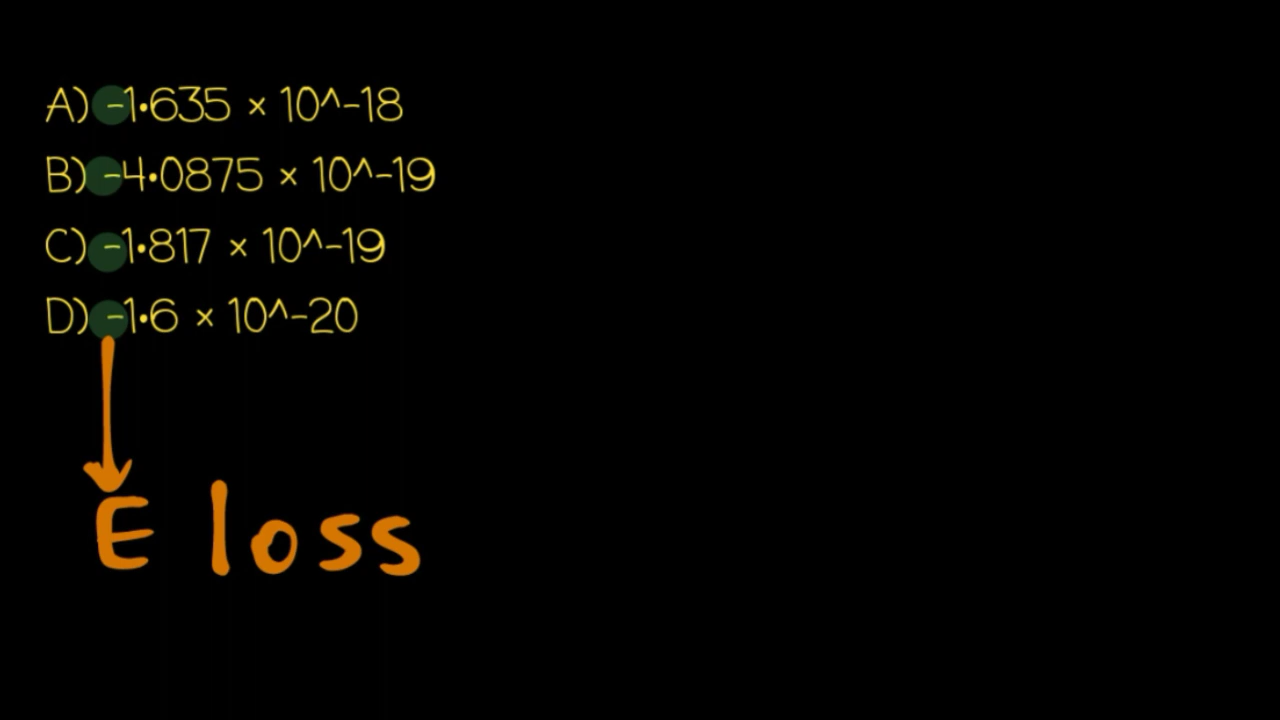 A) -1.635 × 10^-18
B) -4.0875 × 10^-19
C) -1.817 × 10^-19
D) -1.6 × 10^-20
E loss